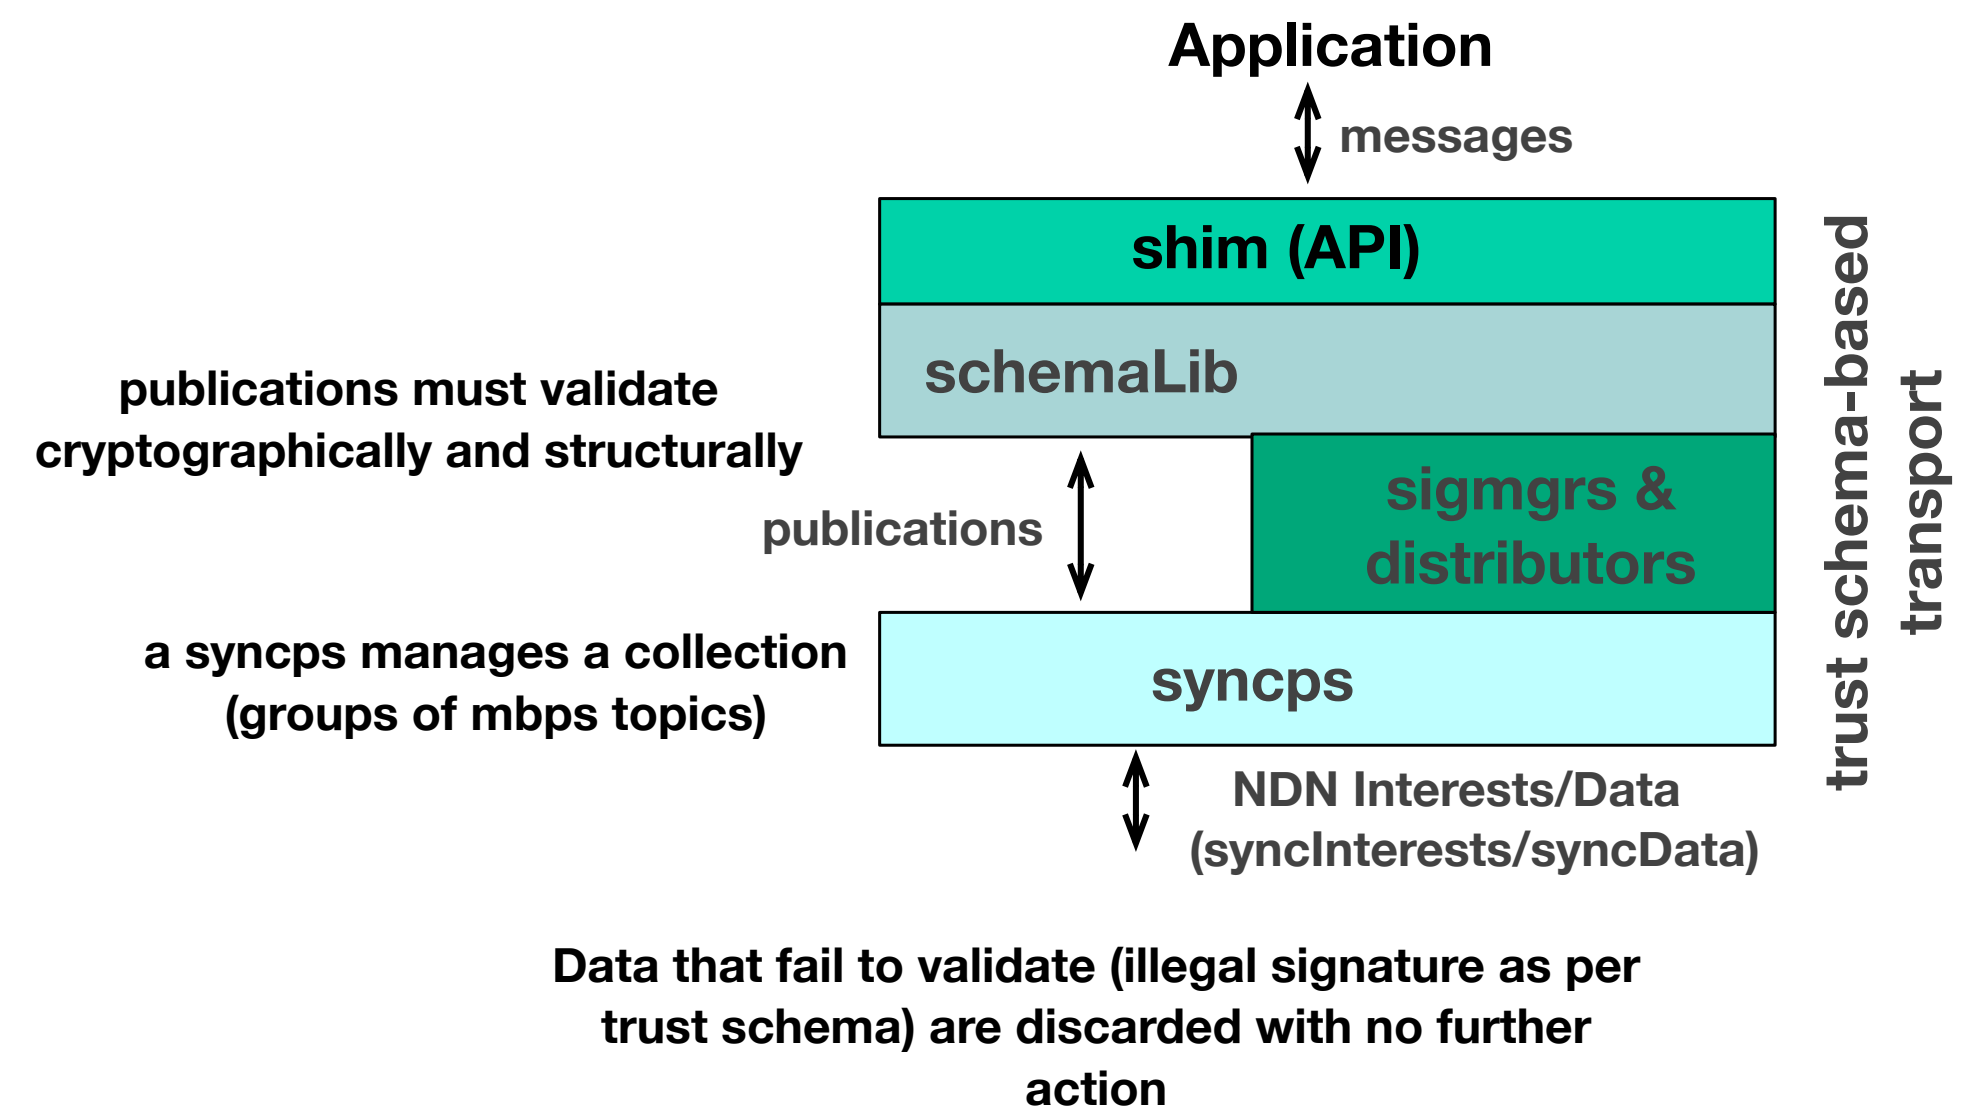 Application
messages
shim (API)
schemaLib
publications must validate
cryptographically and structurally
sigmgrs &
distributors
publications
a syncps manages a collection
(groups of mbps topics)
syncps
trust schema-based
transport
NDN Interests/Data
(syncInterests/syncData)
Data that fail to validate (illegal signature as per
trust schema) are discarded with no further
action